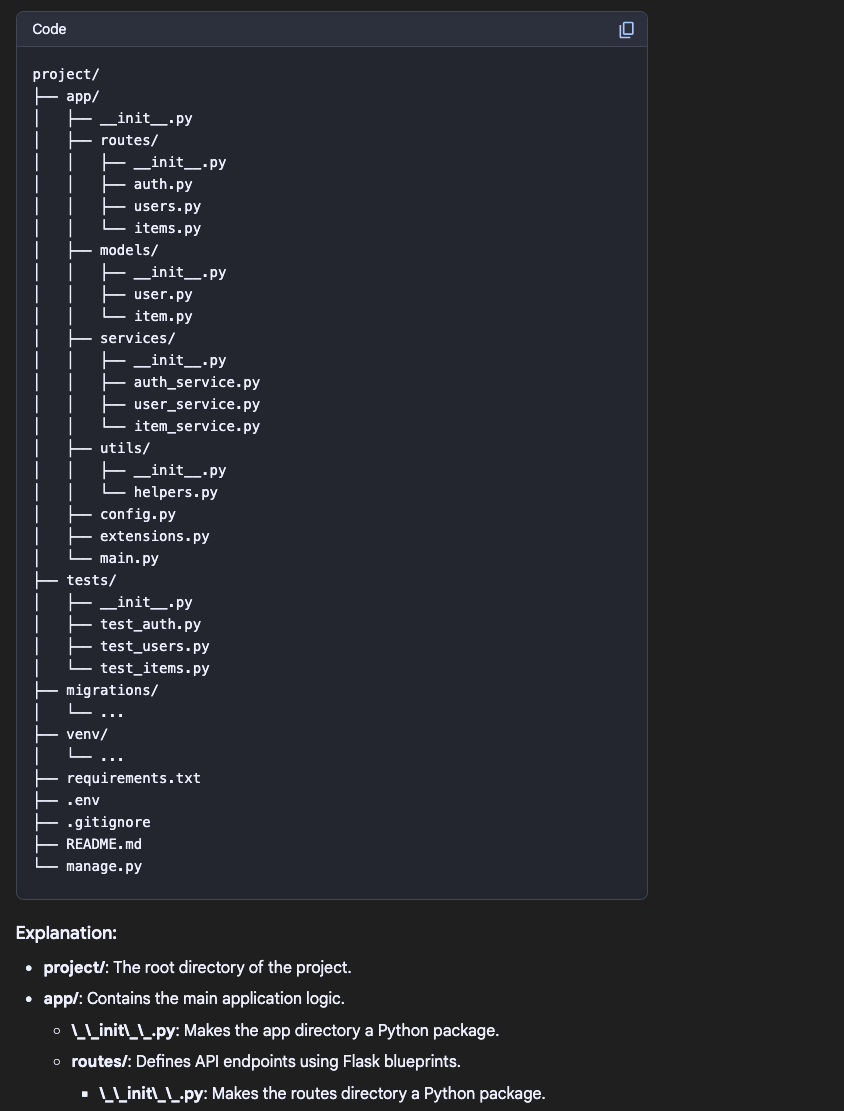 Code
project/
├── app/
│   ├── __init__.py
│   ├── routes/
│   │   ├── __init__.py
│   │   ├── auth.py
│   │   ├── users.py
│   │   └── items.py
│   ├── models/
│   │   ├── __init__.py
│   │   ├── user.py
│   │   └── item.py
│   ├── services/
│   │   ├── __init__.py
│   │   ├── auth_service.py
│   │   ├── user_service.py
│   │   └── item_service.py
│   ├── utils/
│   │   ├── __init__.py
│   │   └── helpers.py
│   ├── config.py
│   ├── extensions.py
│   └── main.py
├── tests/
│   ├── __init__.py
│   ├── test_auth.py
│   ├── test_users.py
│   └── test_items.py
├── migrations/
│   └── ...
├── venv/
│   └── ...
├── requirements.txt
├── .env
├── .gitignore
├── README.md
└── manage.py
Explanation:
• project/: The root directory of the project.
• app/: Contains the main application logic.
◦ \_\_init\_\_.py: Makes the app directory a Python package.
◦ routes/: Defines API endpoints using Flask blueprints.
▪ \_\_init\_\_.py: Makes the routes directory a Python package.